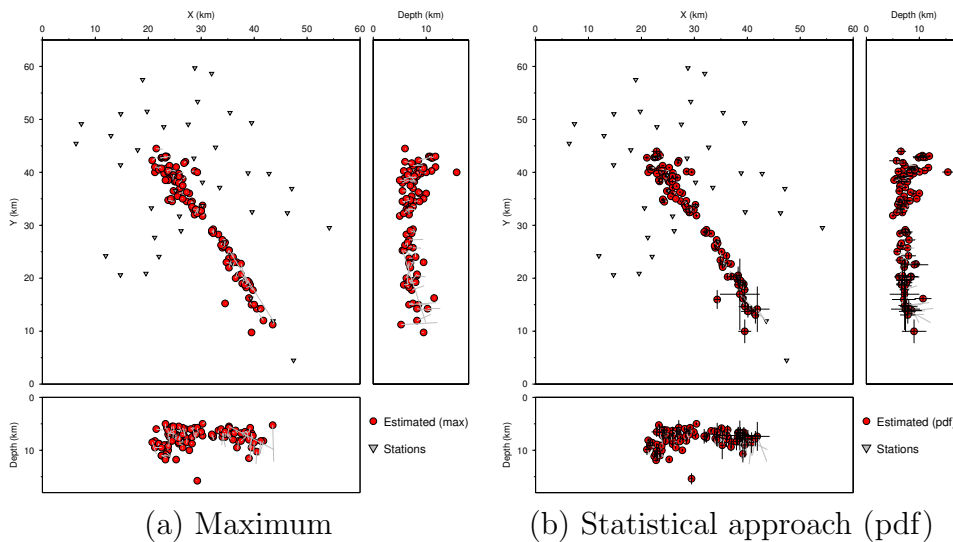 X (km)
0 10 20 30 40 50 60
Depth (km)
0 10
Y (km)
60
50
40
30
20
10
0
Depth (km)
0
10
Estimated (max)
Stations
X (km)
0 10 20 30 40 50 60
Depth (km)
0 10
Y (km)
60
50
40
30
20
10
0
Depth (km)
0
10
Estimated (pdf)
Stations
(a) Maximum
(b) Statistical approach (pdf)